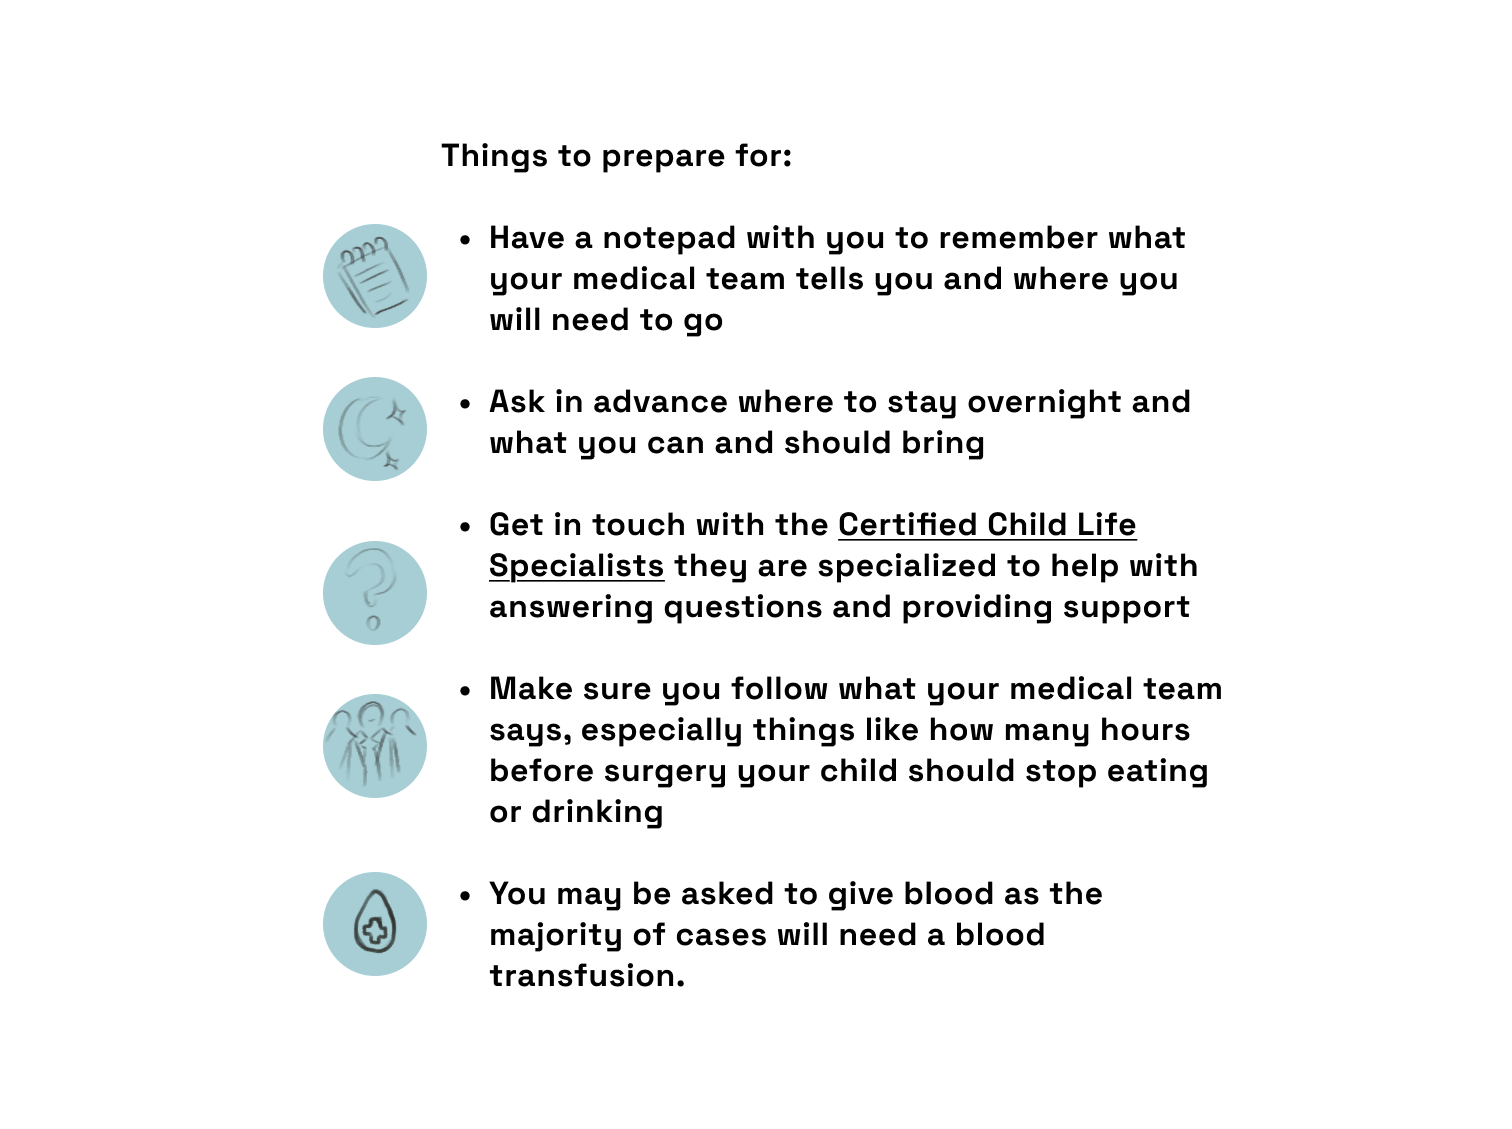 Things to prepare for:
• Have a notepad with you to remember what
your medical team tells you and where you
will need to go
• Ask in advance where to stay overnight and
what you can and should bring
• Get in touch with the Certified Child Life
Specialists they are specialized to help with
answering questions and providing support
• Make sure you follow what your medical team
says, especially things like how many hours
before surgery your child should stop eating
or drinking
• You may be asked to give blood as the
majority of cases will need a blood
transfusion.